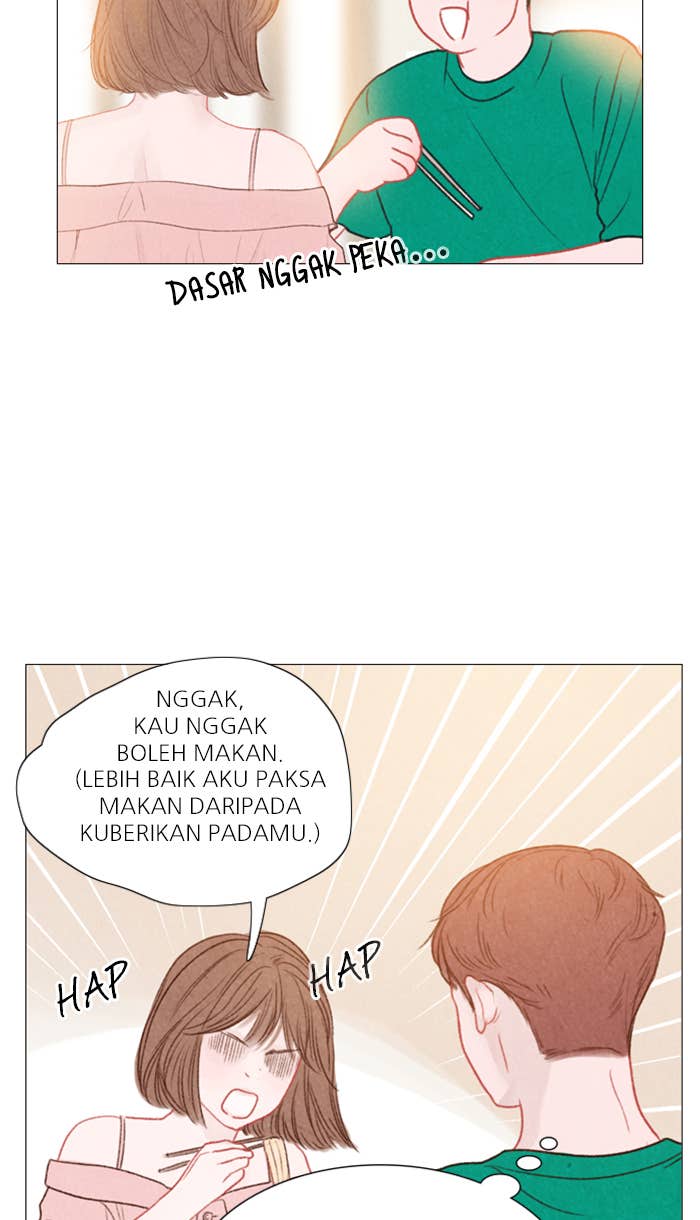 DASAR NGGAK PEKA...
NGGAK,
KAU NGGAK
BOLEH MAKAN.
(LEBIH BAIK AKU PAKSA
MAKAN DARIPADA
KUBERIKAN PADAMU.)
HAP
HAP